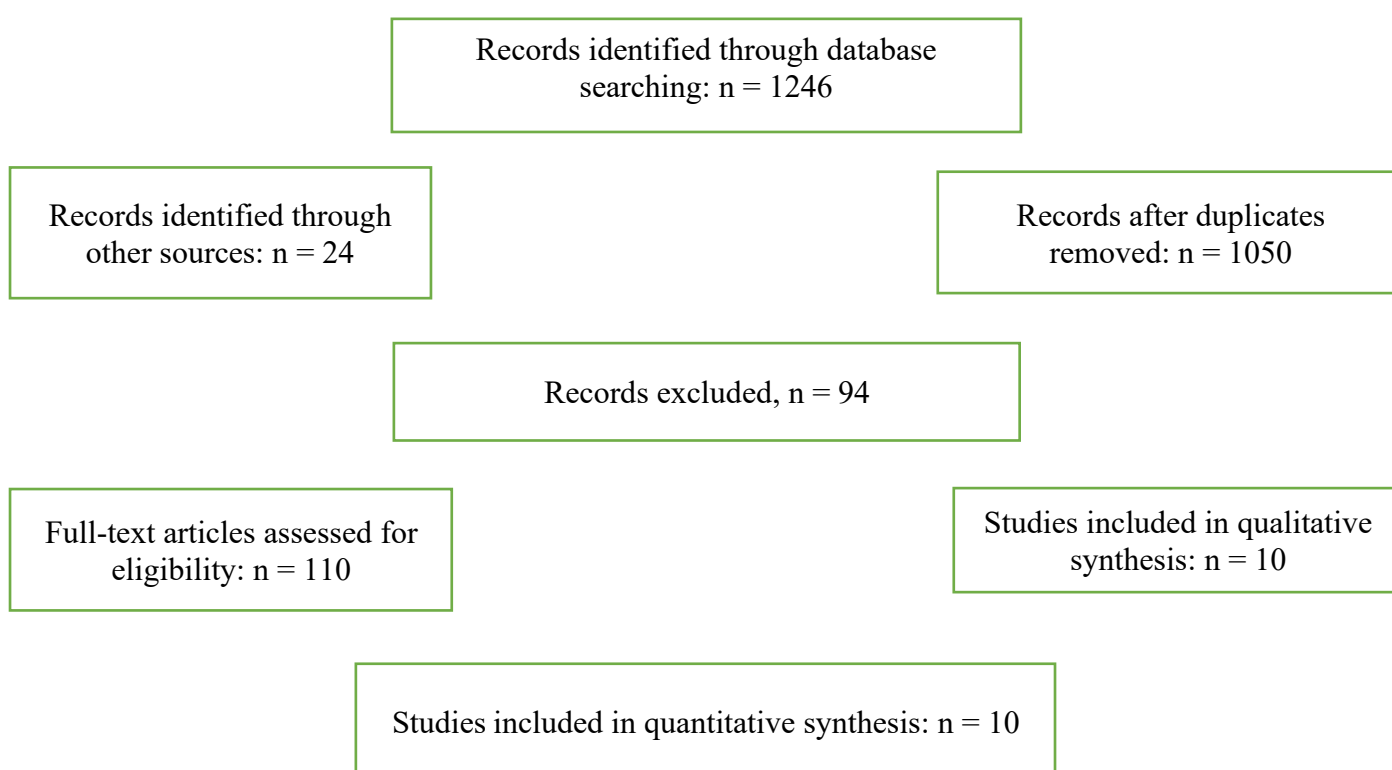 Records identified through database
searching: n = 1246
Records identified through
other sources: n = 24
Records after duplicates
removed: n = 1050
Records excluded, n = 94
Full-text articles assessed for
eligibility: n = 110
Studies included in qualitative
synthesis: n = 10
Studies included in quantitative synthesis: n = 10